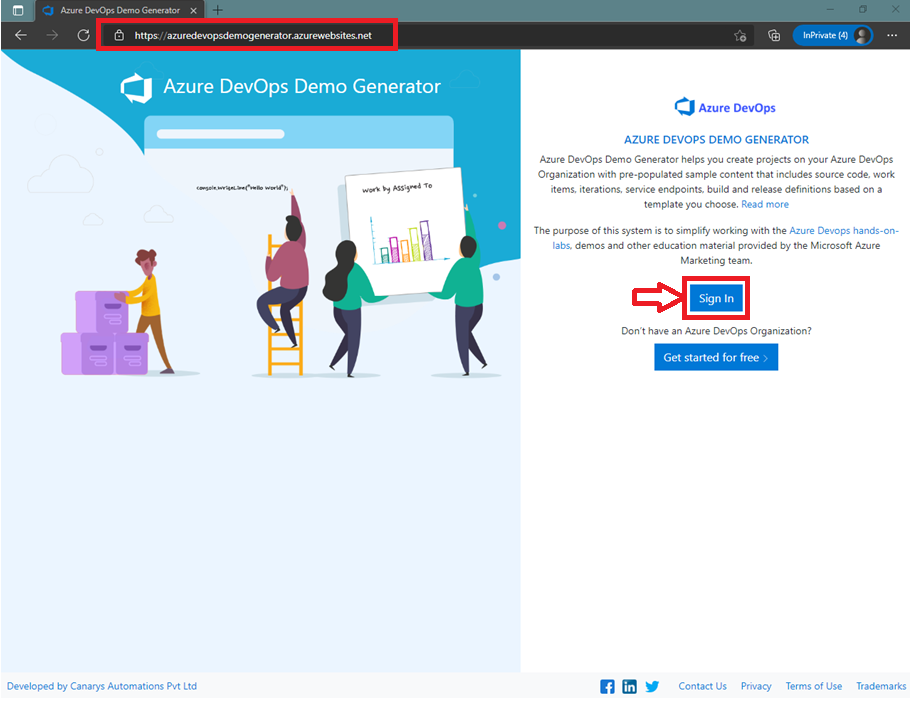 Azure DevOps Demo Generator
https://azuredevopsdemogenerator.azurewebsites.net
InPrivate (4)
Azure DevOps Demo Generator
console.WriteLine("Hello World");
Work by Assigned To
Azure DevOps
AZURE DEVOPS DEMO GENERATOR
Azure DevOps Demo Generator helps you create projects on your Azure DevOps
Organization with pre-populated sample content that includes source code, work
items, iterations, service endpoints, build and release definitions based on a
template you choose. Read more
The purpose of this system is to simplify working with the Azure Devops hands-on-
labs, demos and other education material provided by the Microsoft Azure
Marketing team.
Sign In
Don't have an Azure DevOps Organization?
Get started for free >
Developed by Canarys Automations Pvt Ltd
Contact Us Privacy Terms of Use Trademarks